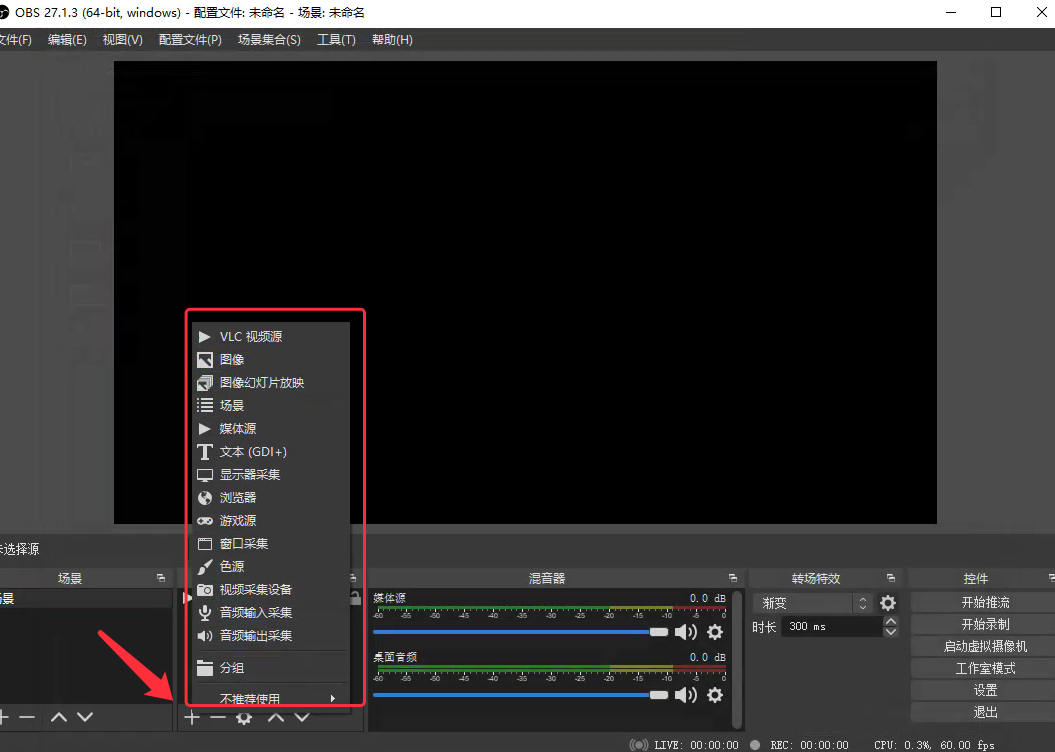 OBS 27.1.3 (64-bit, windows) - 配置文件: 未命名 - 场景: 未命名
文件(F) 编辑(E) 视图(V) 配置文件(P) 场景集合(S) 工具(T) 帮助(H)
VLC 视频源
图像
图像幻灯片放映
场景
媒体源
文本 (GDI+)
显示器采集
浏览器
游戏源
窗口采集
色源
视频采集设备
音频输入采集
音频输出采集
分组
不推荐使用
未选择源
场景
场景
混音器
媒体源 0.0 dB
-60 -55 -50 -45 -40 -35 -30 -25 -20 -15 -10 -5 0
桌面音频 0.0 dB
-60 -55 -50 -45 -40 -35 -30 -25 -20 -15 -10 -5 0
转场特效
渐变
时长 300 ms
控件
开始推流
开始录制
启动虚拟摄像机
工作室模式
设置
退出
LIVE: 00:00:00 REC: 00:00:00 CPU: 0.3%, 60.00 fps